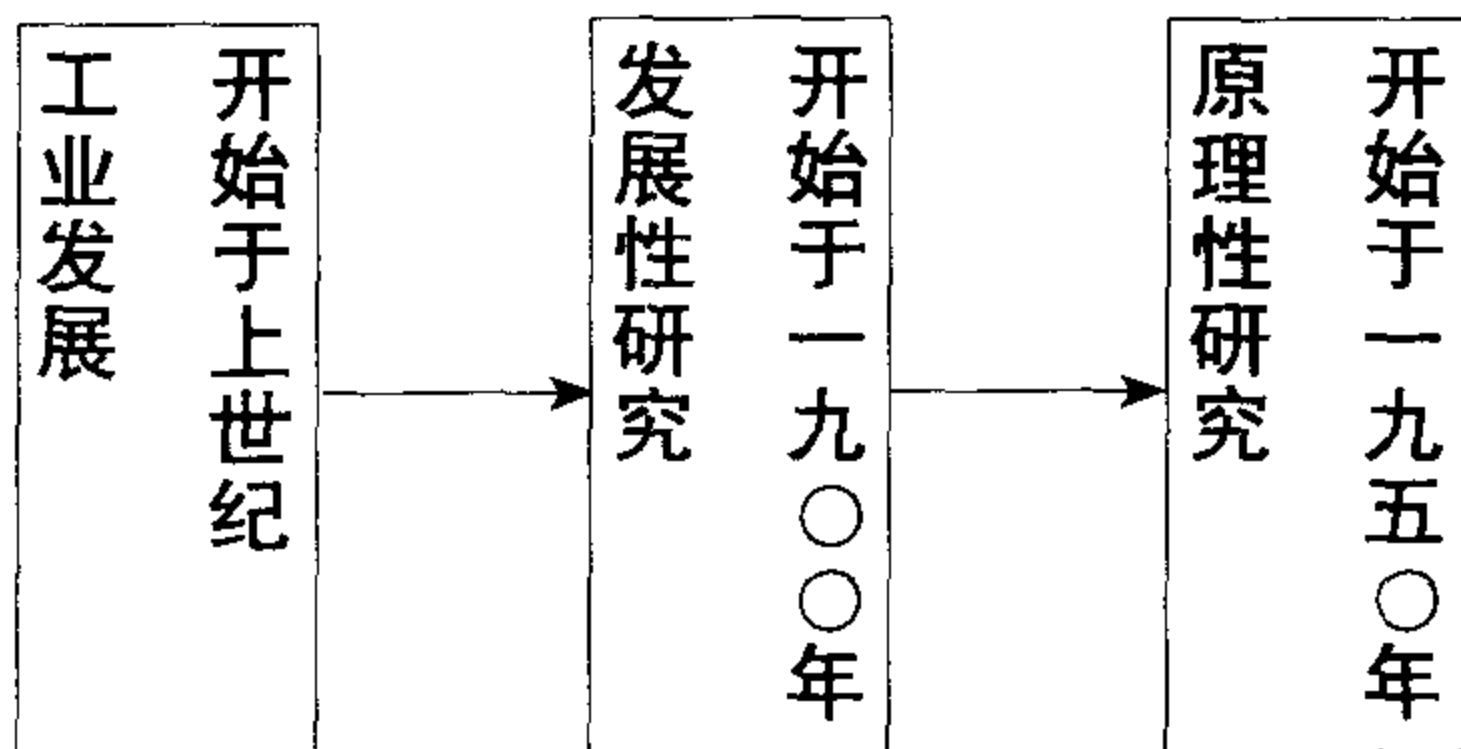 工业发展
开始于上世纪
发展性研究
开始于一九〇〇年
原理性研究
开始于一九五〇年